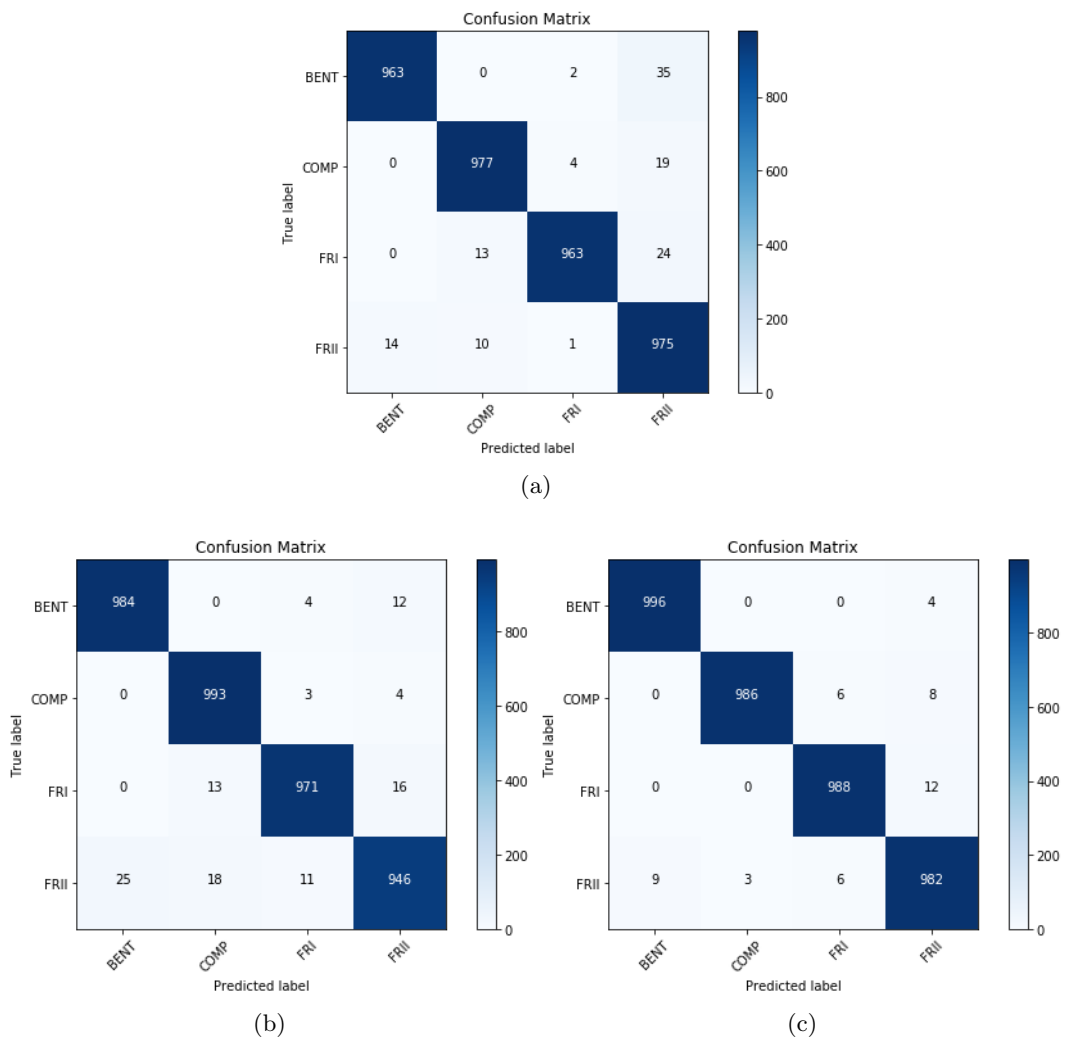 Confusion Matrix
BENT 963 0 2 35
COMP 0 977 4 19
FRI 0 13 963 24
FRII 14 10 1 975
BENT COMP FRI FRII
True label
Predicted label
800
600
400
200
0
(a)
Confusion Matrix
BENT 984 0 4 12
COMP 0 993 3 4
FRI 0 13 971 16
FRII 25 18 11 946
BENT COMP FRI FRII
True label
Predicted label
800
600
400
200
0
(b)
Confusion Matrix
BENT 996 0 0 4
COMP 0 986 6 8
FRI 0 0 988 12
FRII 9 3 6 982
BENT COMP FRI FRII
True label
Predicted label
800
600
400
200
0
(c)